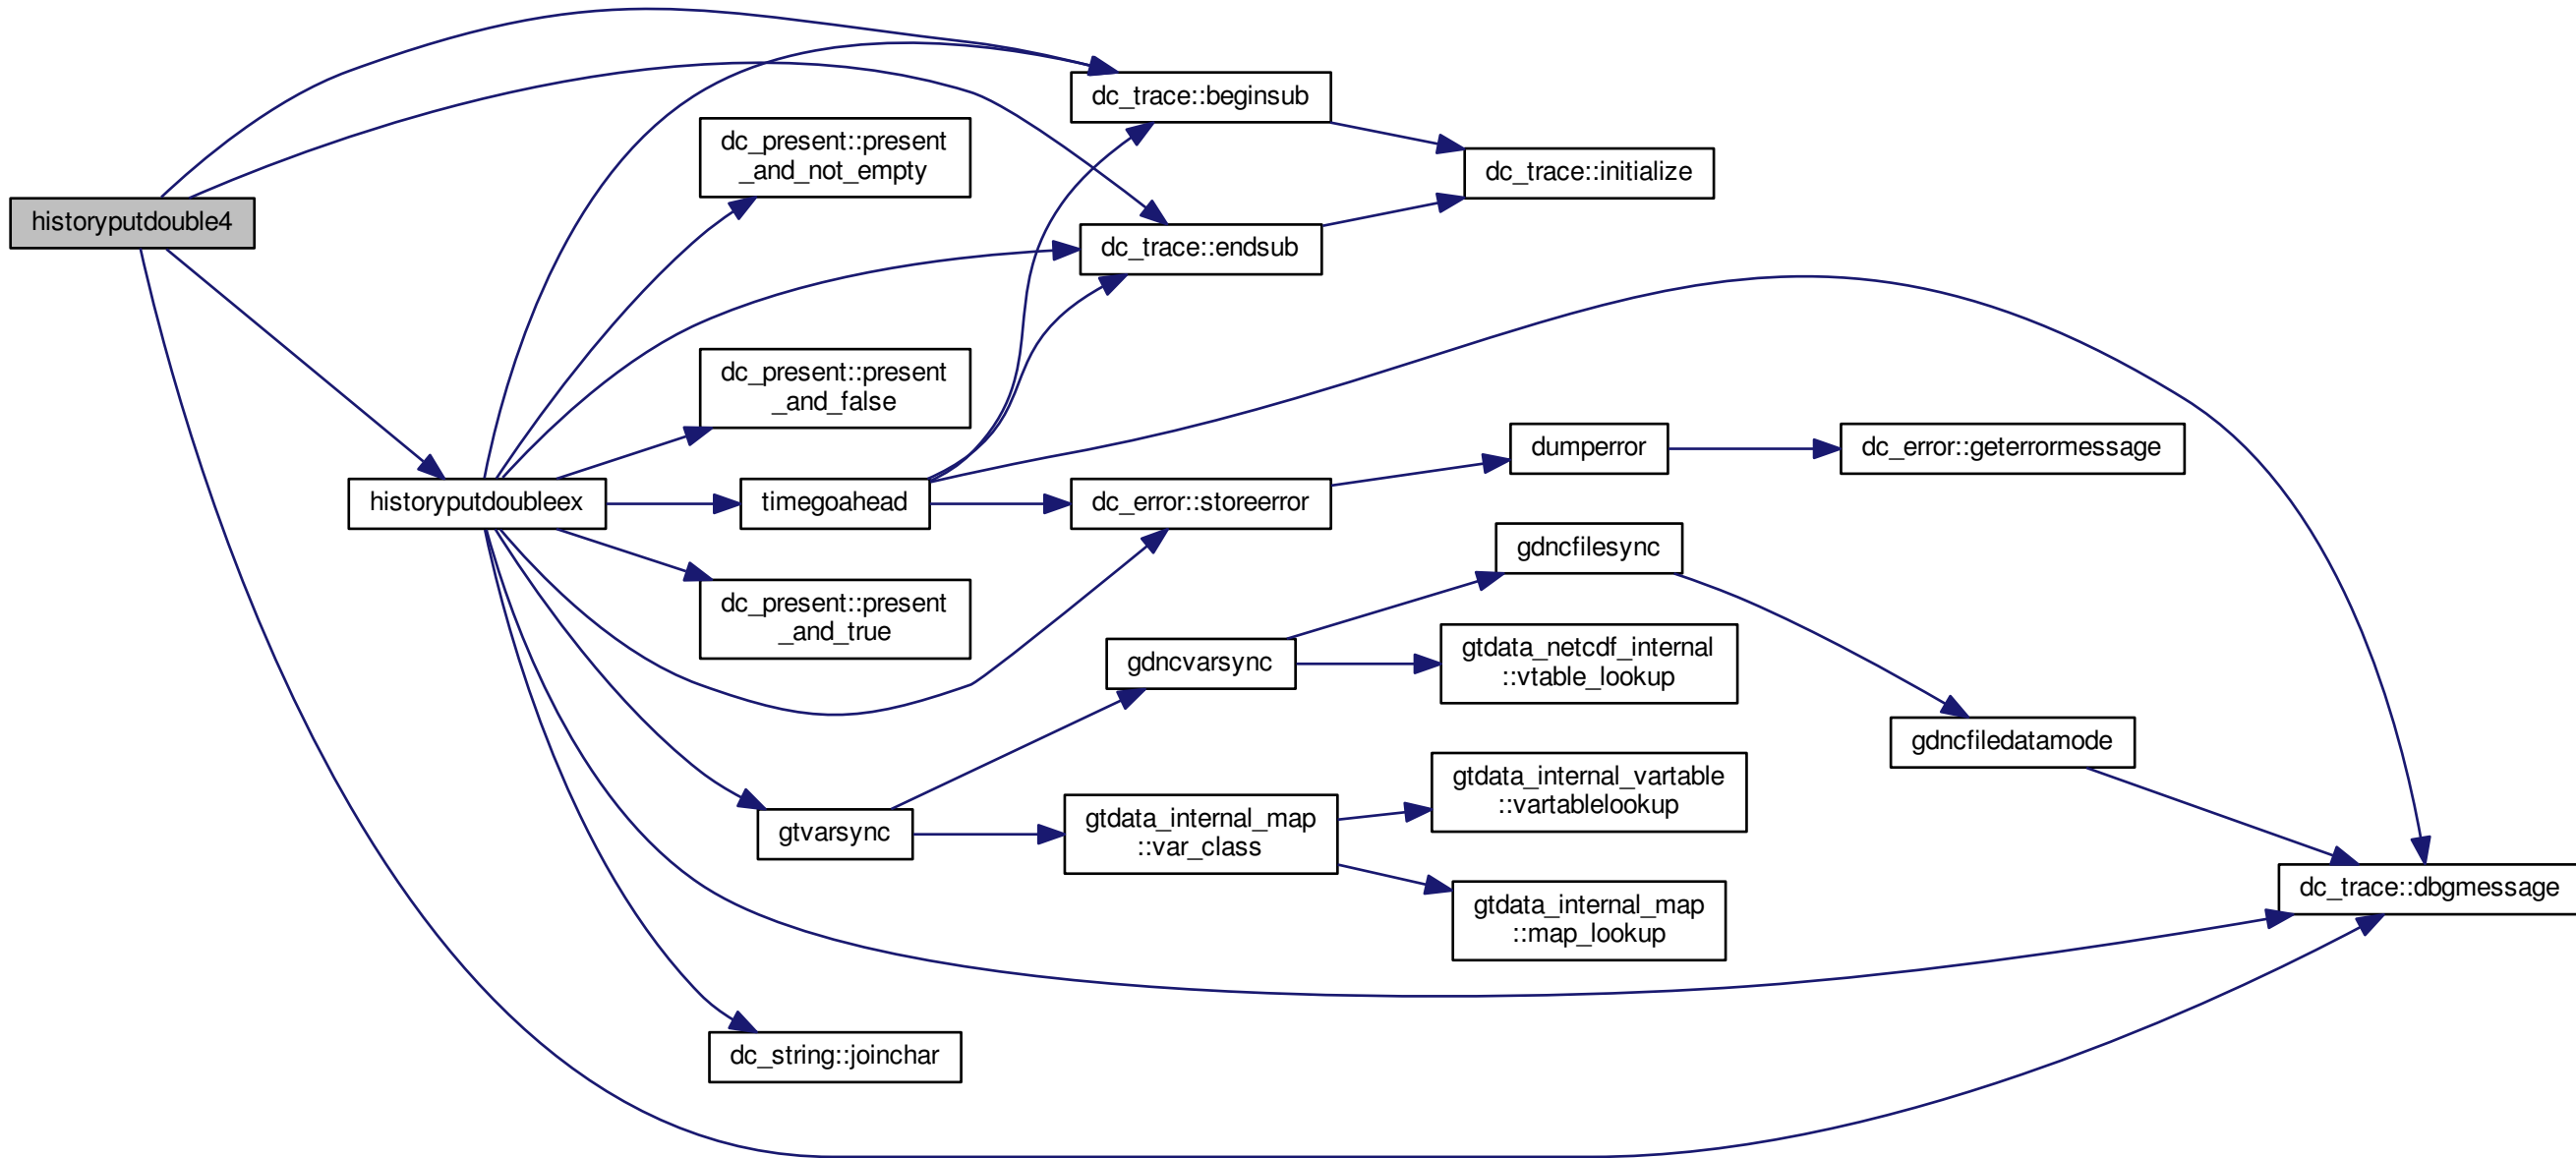 historyputdouble4
historyputdoubleex
dc_present::present
_and_not_empty
dc_present::present
_and_false
timegoahead
dc_present::present
_and_true
gtvarsync
dc_string::joinchar
dc_trace::beginsub
dc_trace::endsub
dc_error::storeerror
gdncvarsync
gtdata_internal_map
::var_class
dc_trace::initialize
dumperror
gdncfilesync
gtdata_netcdf_internal
::vtable_lookup
gtdata_internal_vartable
::vartablelookup
gtdata_internal_map
::map_lookup
dc_error::geterrormessage
gdncfiledatamode
dc_trace::dbgmessage